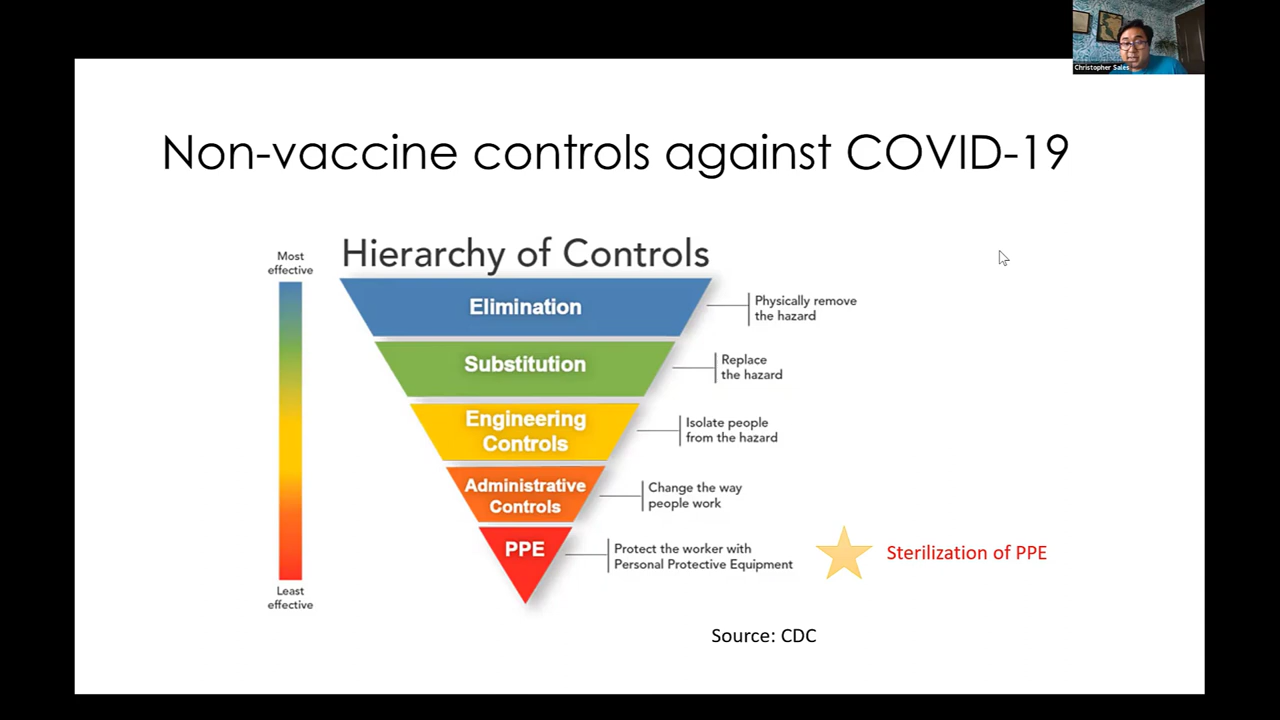 Christopher Sales
Non-vaccine controls against COVID-19
Hierarchy of Controls
Most
effective
Elimination
Physically remove
the hazard
Substitution
Replace
the hazard
Engineering
Controls
Isolate people
from the hazard
Administrative
Controls
Change the way
people work
PPE
Protect the worker with
Personal Protective Equipment
Sterilization of PPE
Least
effective
Source: CDC